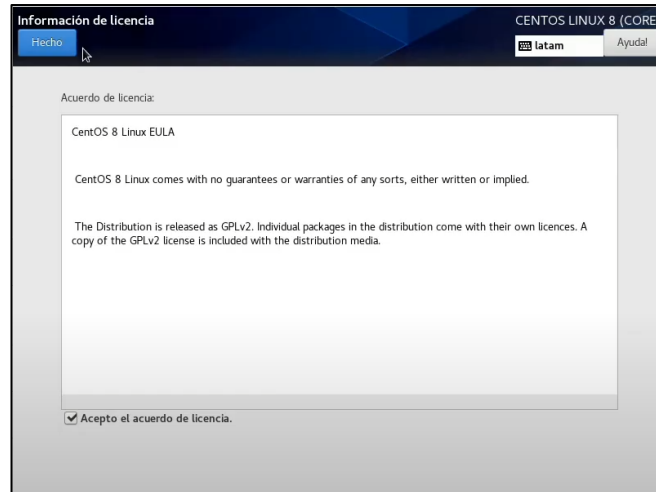 Información de licencia
CENTOS LINUX 8 (CORE
Hecho
latam
Ayuda!
Acuerdo de licencia:
CentOS 8 Linux EULA
CentOS 8 Linux comes with no guarantees or warranties of any sorts, either written or implied.
The Distribution is released as GPLv2. Individual packages in the distribution come with their own licences. A
copy of the GPLv2 license is included with the distribution media.
Acepto el acuerdo de licencia.